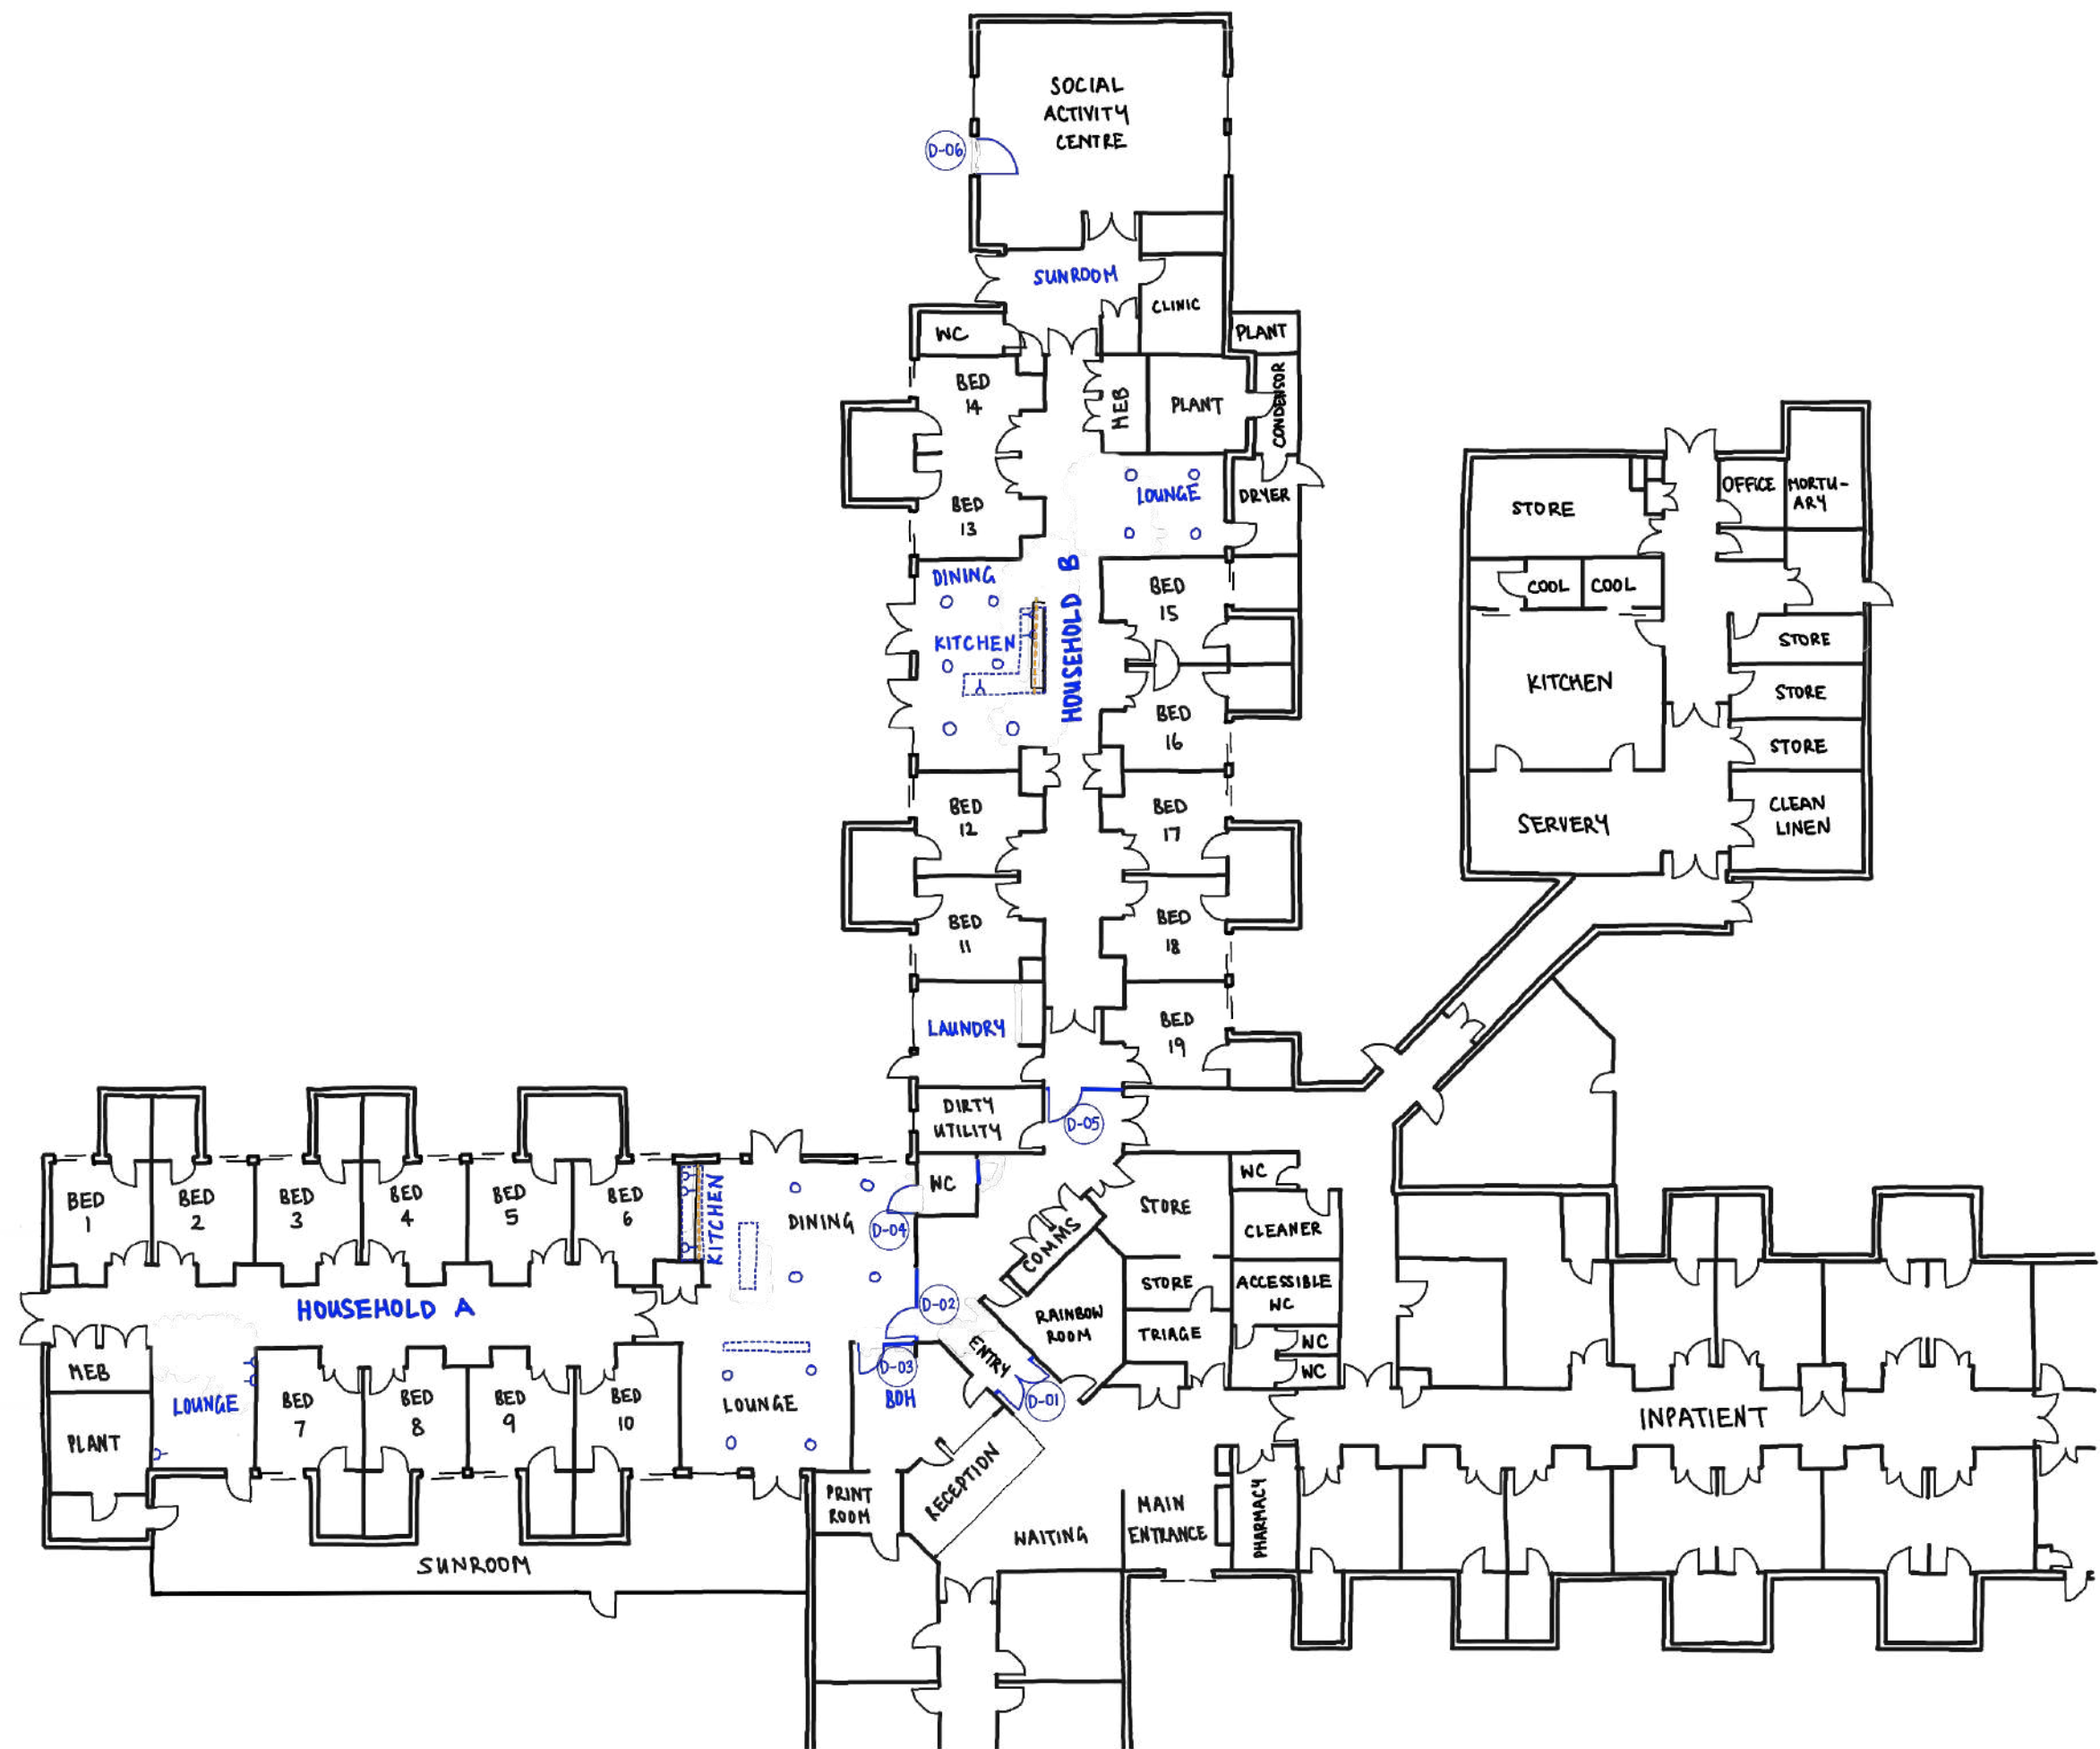 SOCIAL
ACTIVITY
CENTRE
D-06
SUNROOM
CLINIC
WC
PLANT
BED
14
MEB
PLANT
CONDENSOR
BED
13
LOUNGE
DRYER
DINING
KITCHEN
HOUSEHOLD B
BED
15
BED
16
BED
12
BED
17
BED
11
BED
18
LAUNDRY
BED
19
DIRTY
UTILITY
D-05
STORE
OFFICE
MORTU-
ARY
COOL
COOL
KITCHEN
STORE
STORE
STORE
SERVERY
CLEAN
LINEN
BED
1
BED
2
BED
3
BED
4
BED
5
BED
6
KITCHEN
DINING
WC
D-04
HOUSEHOLD A
D-02
D-03
BOH
MEB
PLANT
LOUNGE
BED
7
BED
8
BED
9
BED
10
LOUNGE
SUNROOM
COMMS
RAINBOW
ROOM
ENTRY
D-01
STORE
STORE
TRIAGE
WC
CLEANER
ACCESSIBLE
WC
WC
WC
PRINT
ROOM
RECEPTION
WAITING
MAIN
ENTRANCE
PHARMACY
INPATIENT